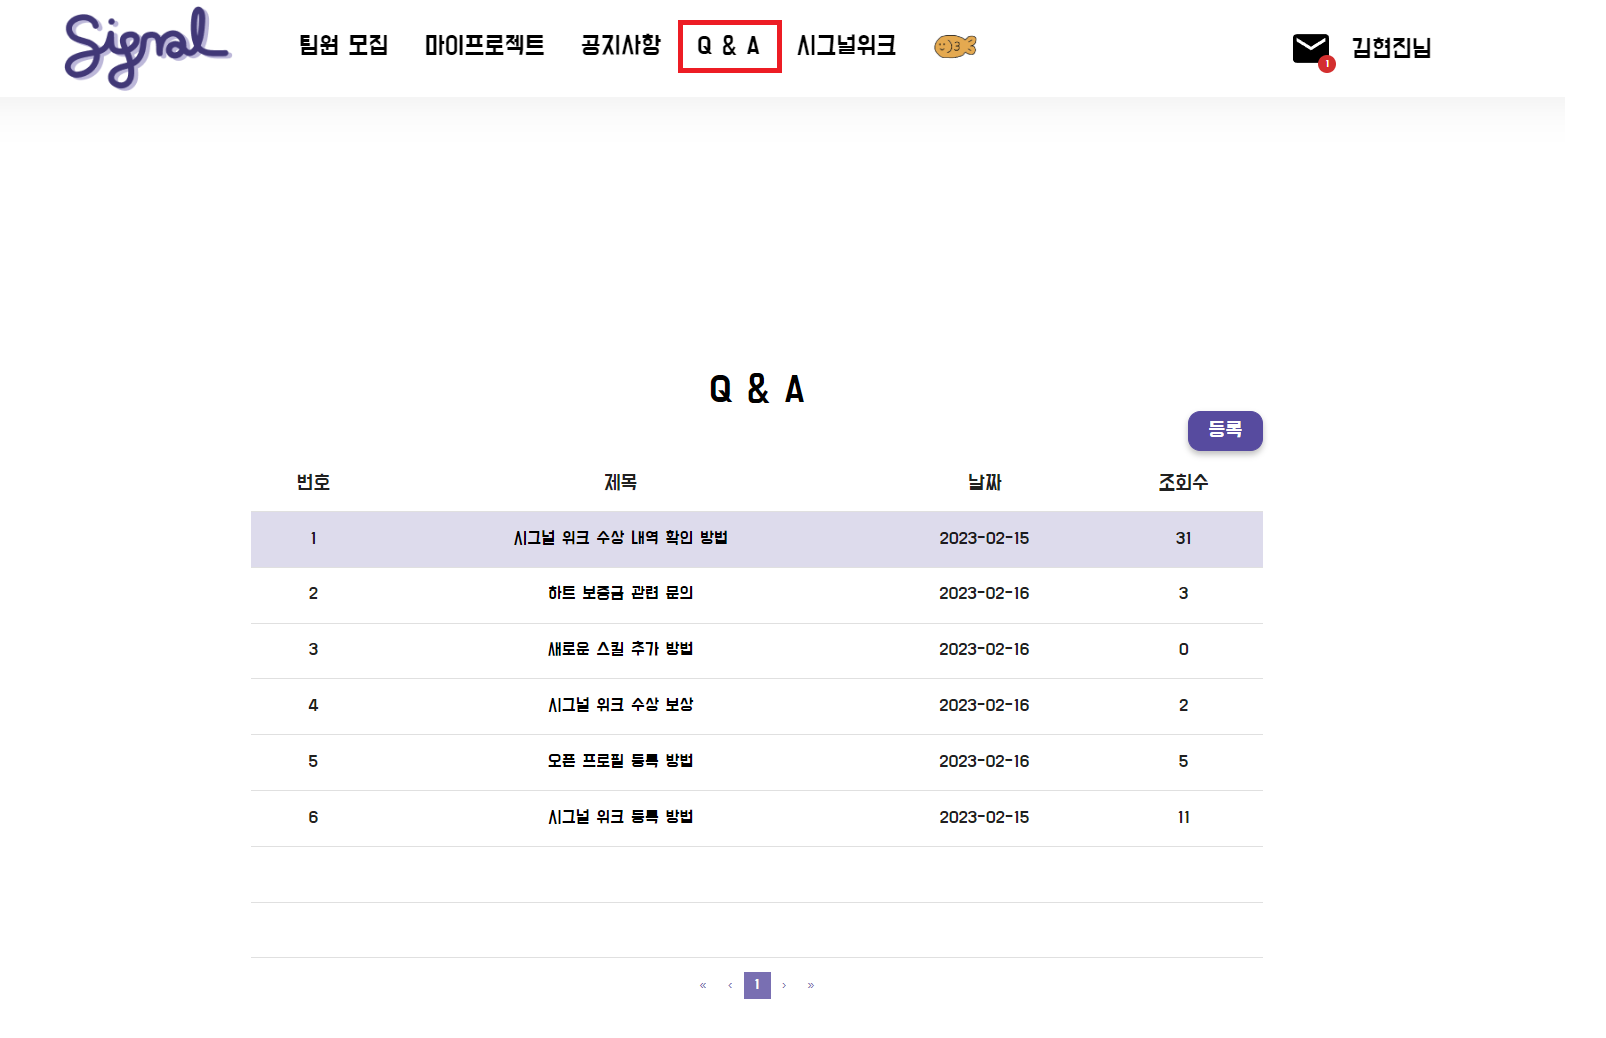 Signal 팀원 모집 마이프로젝트 공지사항 Q & A 시그널위크 1 김현진님
Q & A
등록
번호 제목 날짜 조회수
1 시그널 위크 수상 내역 확인 방법 2023-02-15 31
2 하트 보증금 관련 문의 2023-02-16 3
3 새로운 스킬 추가 방법 2023-02-16 0
4 시그널 위크 수상 보상 2023-02-16 2
5 오픈 프로필 등록 방법 2023-02-16 5
6 시그널 위크 등록 방법 2023-02-15 11
« ‹ 1 › »